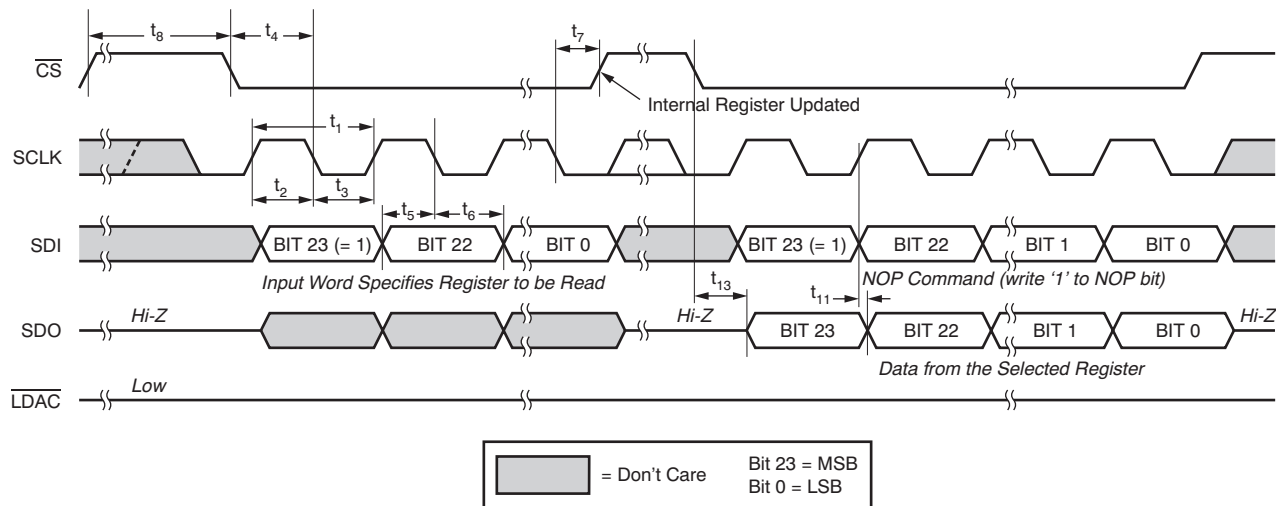 t8
t4
t7
CS
Internal Register Updated
t1
SCLK
t2
t3
t5
t6
SDI
BIT 23 (= 1)
BIT 22
BIT 0
BIT 23 (= 1)
BIT 22
BIT 1
BIT 0
Input Word Specifies Register to be Read
t13
NOP Command (write ‘1’ to NOP bit)
t11
SDO
Hi-Z
Hi-Z
BIT 23
BIT 22
BIT 1
BIT 0
Hi-Z
Data from the Selected Register
LDAC
Low
= Don't Care
Bit 23 = MSB
Bit 0 = LSB